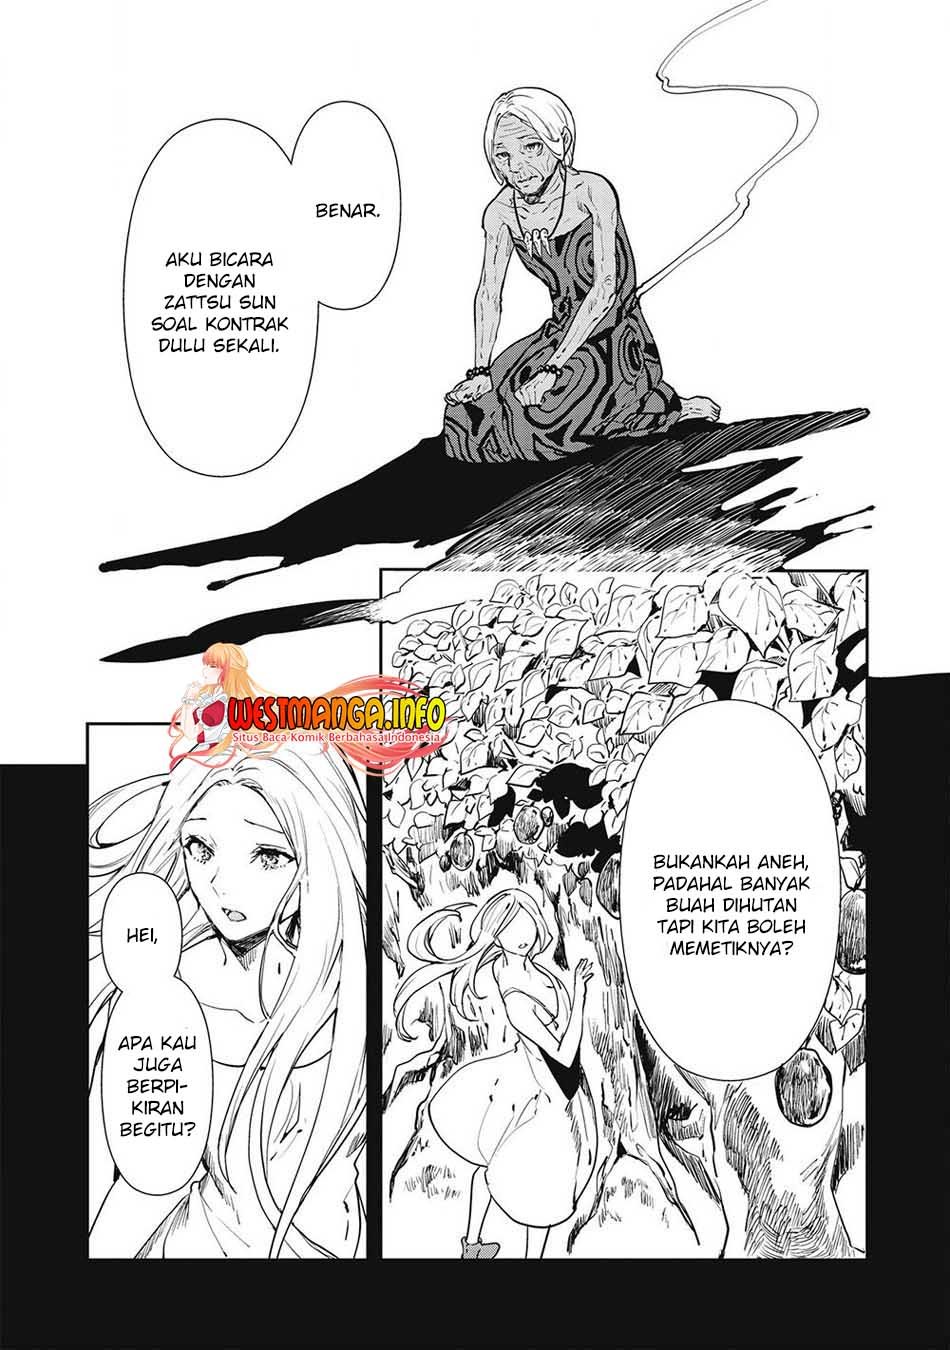 BENAR.
AKU BICARA
DENGAN
ZATTSU SUN
SOAL KONTRAK
DULU SEKALI.
WESTMANGA.INFO
Situs Baca Komik Berbahasa Indonesia
BUKANKAH ANEH,
PADAHAL BANYAK
BUAH DIHUTAN
TAPI KITA BOLEH
MEMETIKNYA?
HEI,
APA KAU
JUGA
BERPI-
KIRAN
BEGITU?